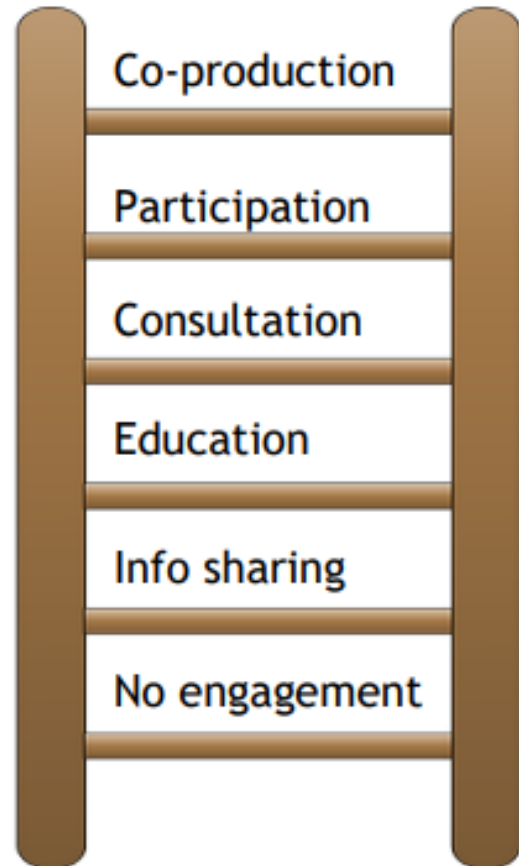 Co-production
Participation
Consultation
Education
Info sharing
No engagement